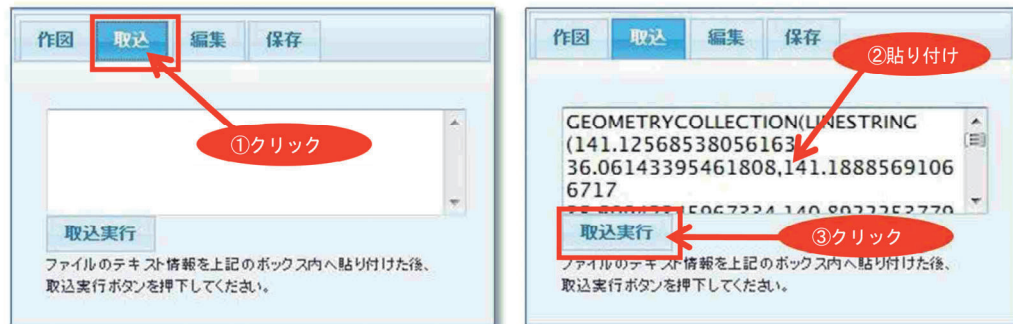 作図 取込 編集 保存
①クリック
取込実行
ファイルのテキスト情報を上記のボックス内へ貼り付けた後、
取込実行ボタンを押下してください。
作図 取込 編集 保存
②貼り付け
GEOMETRYCOLLECTION(LINESTRING
(141.12568538056163
36.06143395461808,141.1888569106
6717
取込実行
③クリック
ファイルのテキスト情報を上記のボックス内へ貼り付けた後、
取込実行ボタンを押下してください。